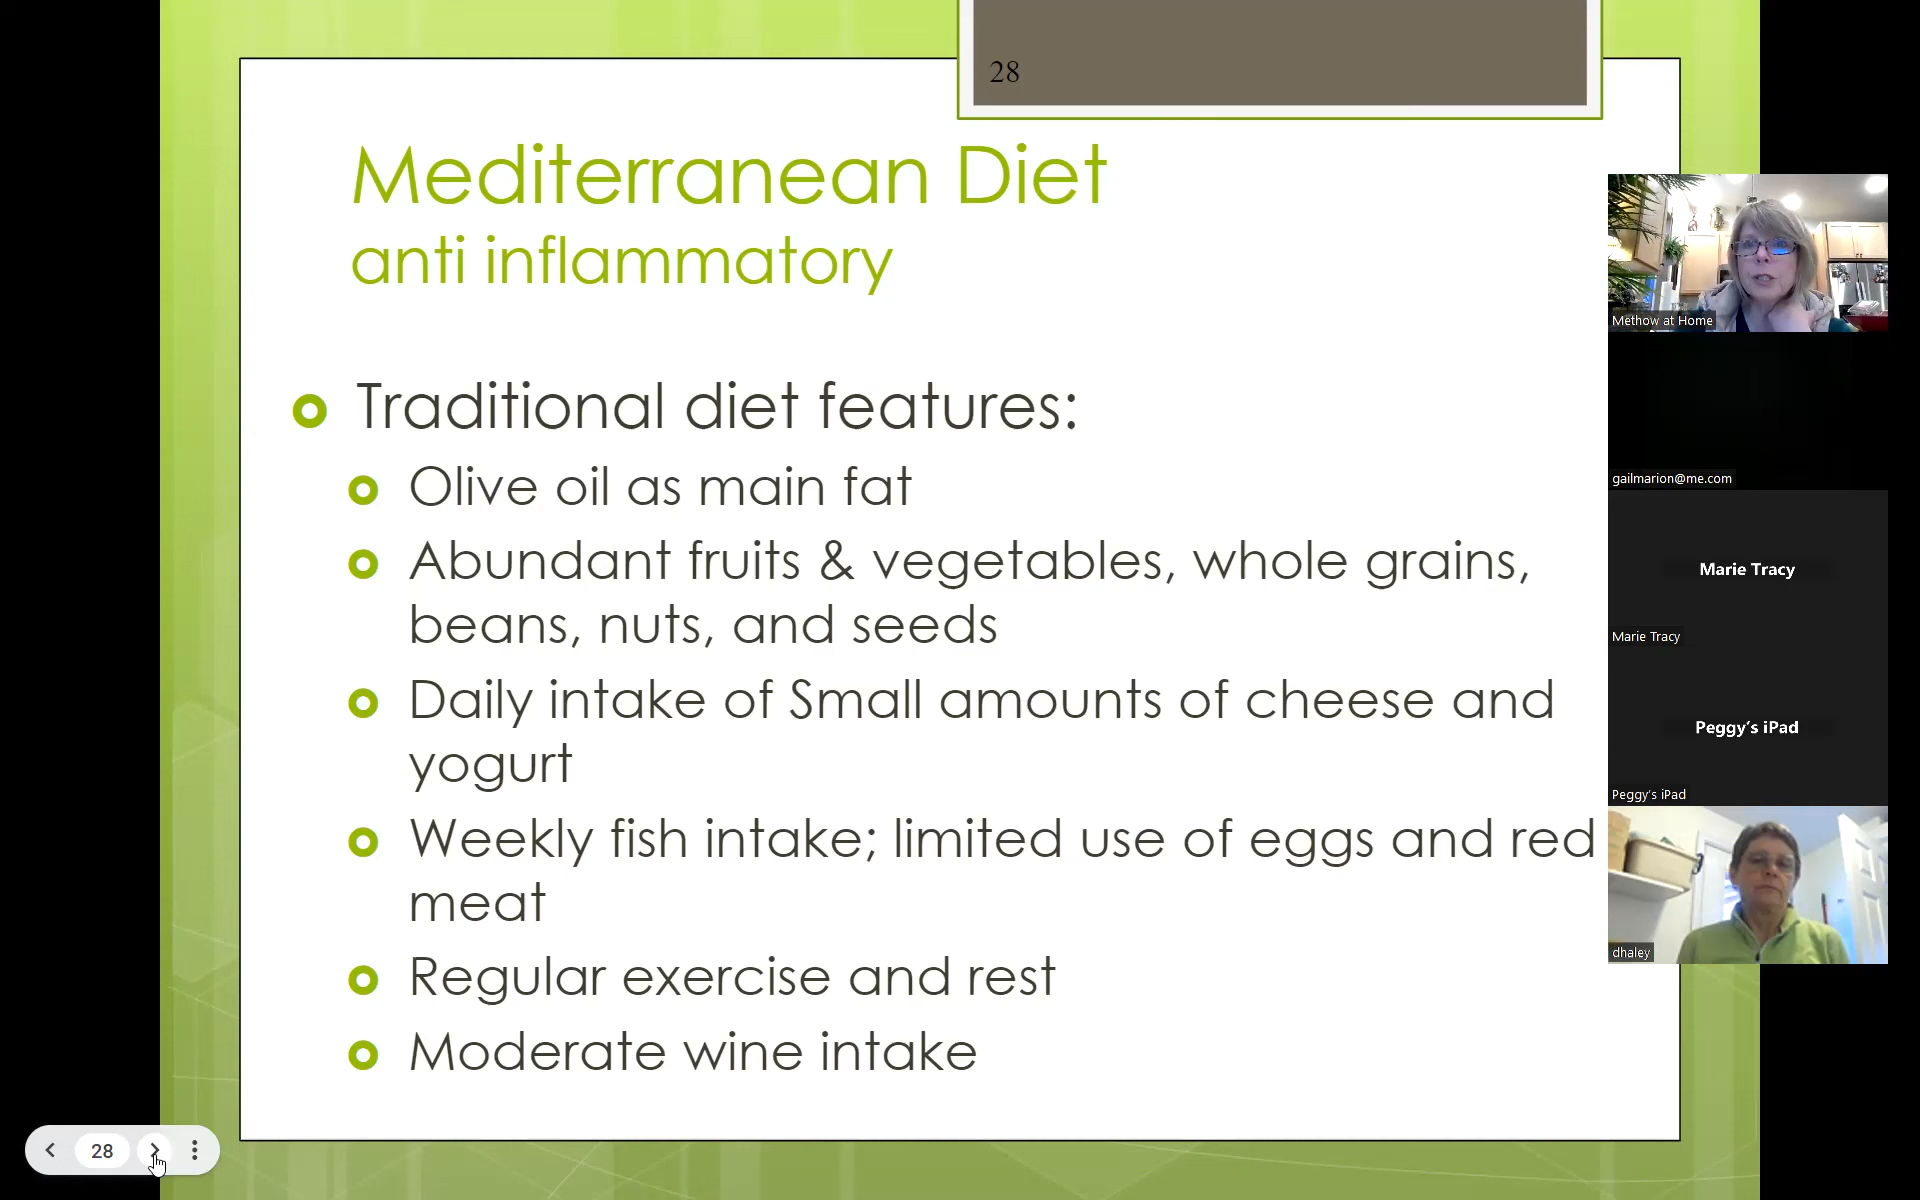 28
Mediterranean Diet
anti inflammatory
Traditional diet features:
Olive oil as main fat
Abundant fruits & vegetables, whole grains,
beans, nuts, and seeds
Daily intake of Small amounts of cheese and
yogurt
Weekly fish intake; limited use of eggs and red
meat
Regular exercise and rest
Moderate wine intake
Methow at Home
gailmarion@me.com
Marie Tracy
Marie Tracy
Peggy's iPad
Peggy's iPad
dhaley
28